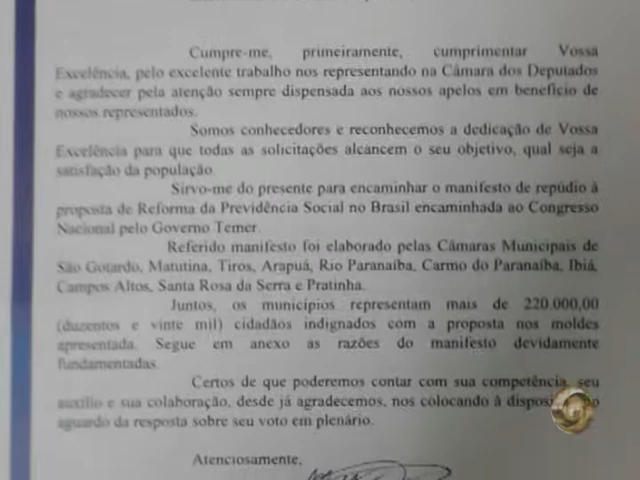 Cumpre-me, primeiramente, cumprimentar Vossa
Excelência, pelo excelente trabalho nos representando na Câmara dos Deputados
e agradecer pela atenção sempre dispensada aos nossos apelos em benefício de
nossos representados.
Somos conhecedores e reconhecemos a dedicação de Vossa
Excelência para que todas as solicitações alcancem o seu objetivo, qual seja a
satisfação da população.
Sirvo-me do presente para encaminhar o manifesto de repúdio à
proposta de Reforma da Previdência Social no Brasil encaminhada ao Congresso
Nacional pelo Governo Temer.
Referido manifesto foi elaborado pelas Câmaras Municipais de
São Gotardo, Matutina, Tiros, Arapuá, Rio Paranaíba, Carmo do Paranaíba, Ibiá,
Campos Altos, Santa Rosa da Serra e Pratinha.
Juntos, os municípios representam mais de 220.000,00
(duzentos e vinte mil) cidadãos indignados com a proposta nos moldes
apresentada. Segue em anexo as razões do manifesto devidamente
fundamentadas.
Certos de que poderemos contar com sua competência, seu
auxílio e sua colaboração, desde já agradecemos, nos colocando à
aguardo da resposta sobre seu voto em plenário.
Atenciosamente,